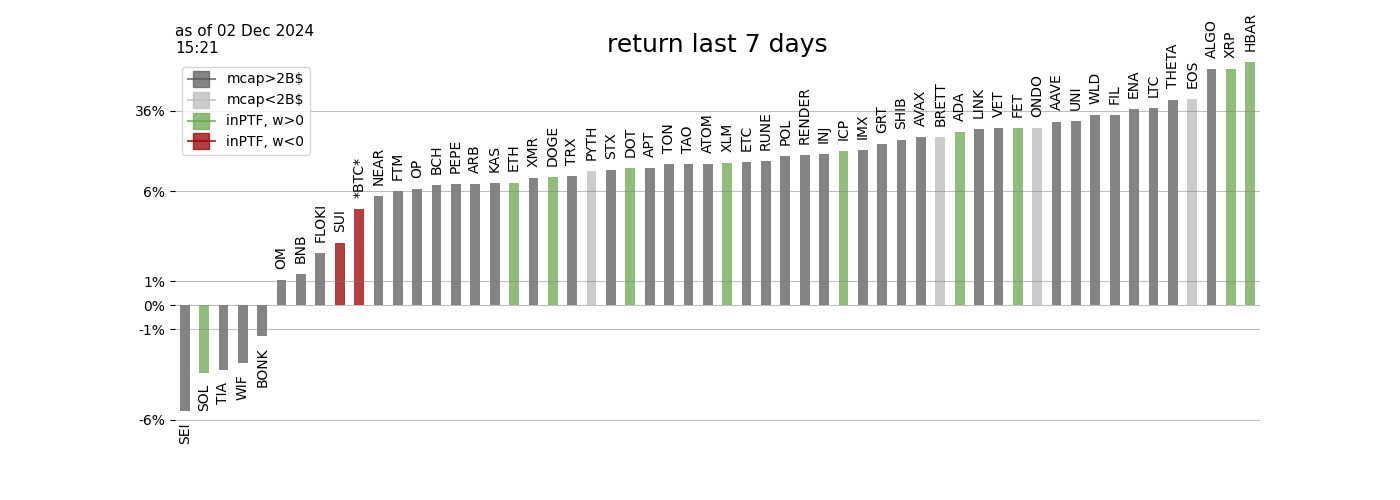 as of 02 Dec 2024
15:21
return last 7 days
mcap>2B$
mcap<2B$
inPTF, w>0
inPTF, w<0
36%
6%
1%
0%
-1%
-6%
SEI
SOL
TIA
WIF
BONK
OM
BNB
FLOKI
SUI
*BTC*
NEAR
FTM
OP
BCH
PEPE
ARB
KAS
ETH
XMR
DOGE
TRX
PYTH
STX
DOT
APT
TON
TAO
ATOM
XLM
ETC
RUNE
POL
RENDER
INJ
ICP
IMX
GRT
SHIB
AVAX
BRETT
ADA
LINK
VET
FET
ONDO
AAVE
UNI
WLD
FIL
ENA
LTC
THETA
EOS
ALGO
XRP
HBAR